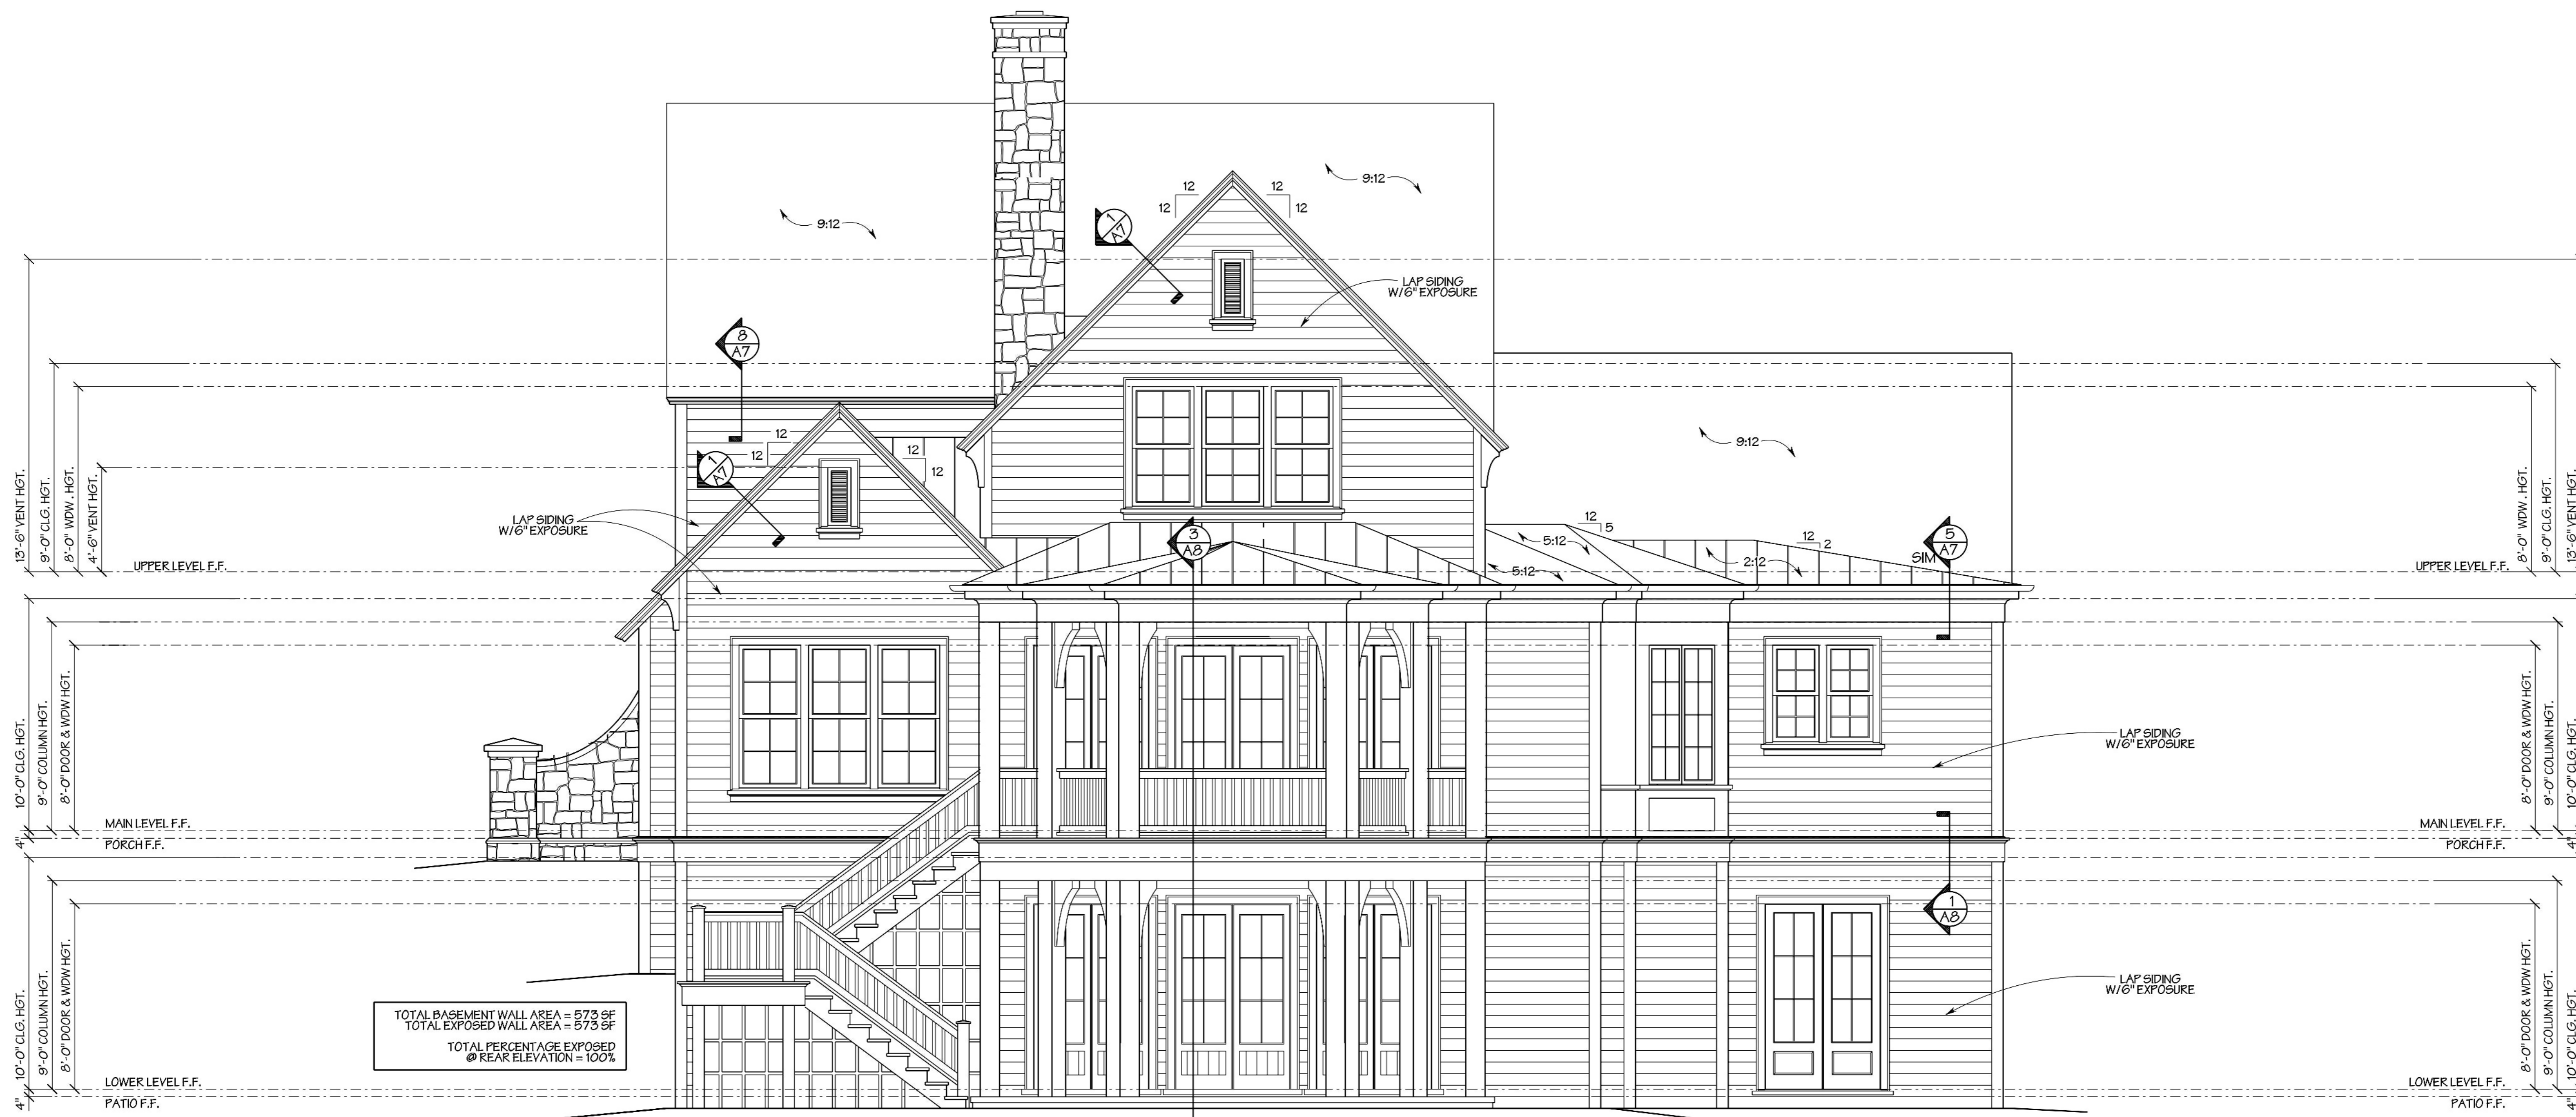 12
12
12
12
9:12
9:12
1
A7
LAP SIDING
W/6" EXPOSURE
8
A7
12
12
12
12
9:12
1
A7
LAP SIDING
W/6" EXPOSURE
13'-6" VENT HGT.
9'-0" CLG. HGT.
8'-0" WDW. HGT.
4'-6" VENT HGT.
UPPER LEVEL F.F.
3
A8
12
5
5:12
5:12
12
2
2:12
5
A7
SIM
UPPER LEVEL F.F.
8'-0" WDW. HGT.
9'-0" CLG. HGT.
13'-6" VENT HGT.
10'-0" CLG. HGT.
9'-0" COLUMN HGT.
8'-0" DOOR & WDW HGT.
MAIN LEVEL F.F.
4"
PORCH F.F.
LAP SIDING
W/6" EXPOSURE
8'-0" DOOR & WDW HGT.
9'-0" COLUMN HGT.
10'-0" CLG. HGT.
MAIN LEVEL F.F.
PORCH F.F.
4"
1
A8
10'-0" CLG. HGT.
9'-0" COLUMN HGT.
8'-0" DOOR & WDW HGT.
LAP SIDING
W/6" EXPOSURE
8'-0" DOOR & WDW HGT.
9'-0" COLUMN HGT.
10'-0" CLG. HGT.
TOTAL BASEMENT WALL AREA = 573 SF
TOTAL EXPOSED WALL AREA = 573 SF
TOTAL PERCENTAGE EXPOSED
@ REAR ELEVATION = 100%
LOWER LEVEL F.F.
4"
PATIO F.F.
LOWER LEVEL F.F.
PATIO F.F.
4"